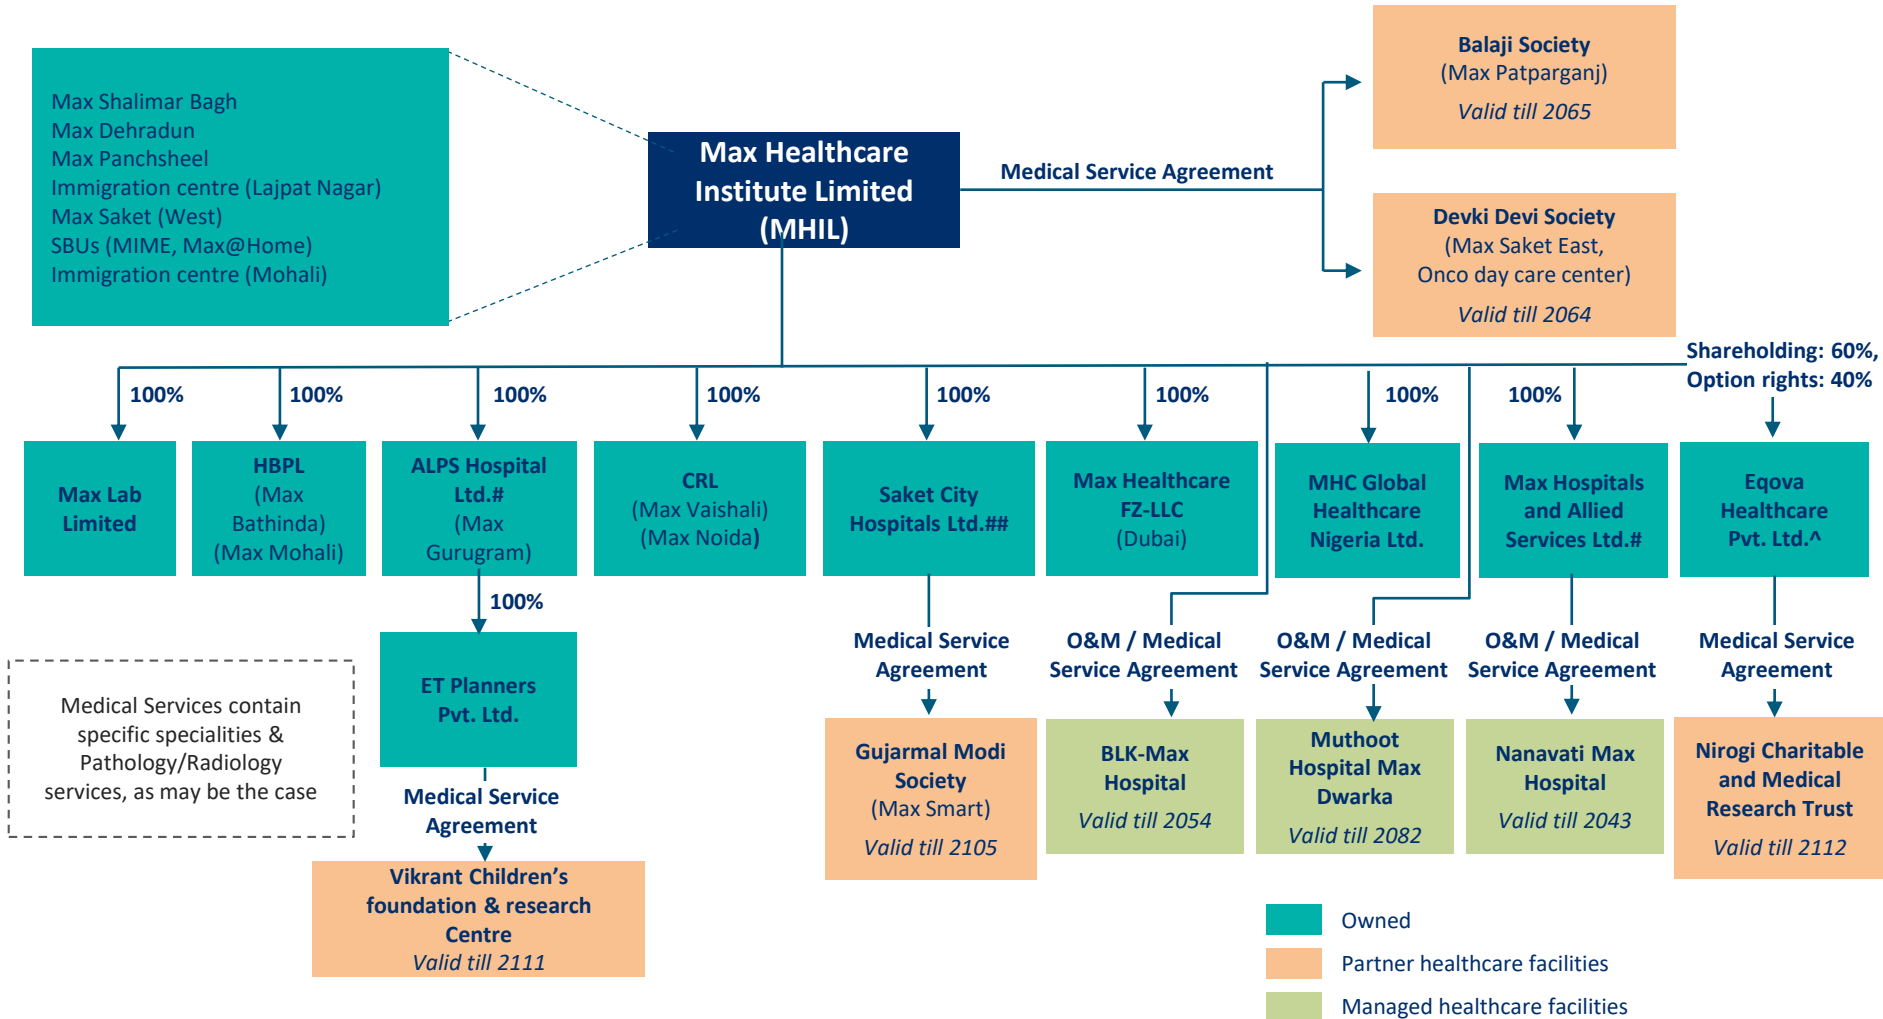 Max Shalimar Bagh
Max Dehradun
Max Panchsheel
Immigration centre (Lajpat Nagar)
Max Saket (West)
SBUs (MIME, Max@Home)
Immigration centre (Mohali)
Max Healthcare
Institute Limited
(MHIL)
Medical Service Agreement
Balaji Society
(Max Patparganj)
Valid till 2065
Devki Devi Society
(Max Saket East,
Onco day care center)
Valid till 2064
Shareholding: 60%,
Option rights: 40%
100%
100%
100%
100%
100%
100%
100%
100%
Max Lab
Limited
HBPL
(Max
Bathinda)
(Max Mohali)
ALPS Hospital
Ltd.#
(Max
Gurugram)
CRL
(Max Vaishali)
(Max Noida)
Saket City
Hospitals Ltd.##
Max Healthcare
FZ-LLC
(Dubai)
MHC Global
Healthcare
Nigeria Ltd.
Max Hospitals
and Allied
Services Ltd.#
Eqova
Healthcare
Pvt. Ltd.^
100%
ET Planners
Pvt. Ltd.
Medical Service
Agreement
Vikrant Children’s
foundation & research
Centre
Valid till 2111
Medical Service
Agreement
Gujarmal Modi
Society
(Max Smart)
Valid till 2105
O&M / Medical
Service Agreement
BLK-Max
Hospital
Valid till 2054
O&M / Medical
Service Agreement
Muthoot
Hospital Max
Dwarka
Valid till 2082
O&M / Medical
Service Agreement
Nanavati Max
Hospital
Valid till 2043
Medical Service
Agreement
Nirogi Charitable
and Medical
Research Trust
Valid till 2112
Medical Services contain
specific specialities &
Pathology/Radiology
services, as may be the case
Owned
Partner healthcare facilities
Managed healthcare facilities